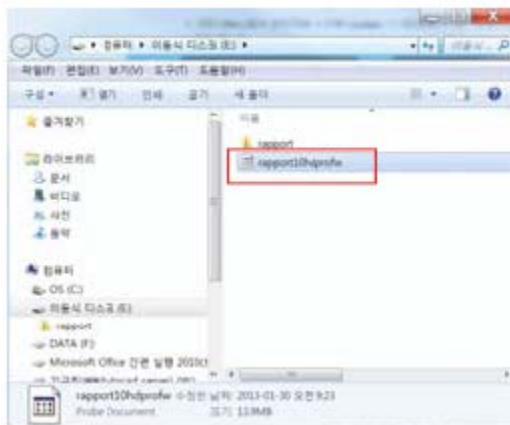 컴퓨터 ▸ 이동식 디스크 (E:) ▸
파일(F) 편집(E) 보기(V) 도구(T) 도움말(H)
구성 열기 인쇄 굽기 새 폴더
즐겨찾기
이름
rapport
rapport10hdprofw
라이브러리
문서
비디오
사진
음악
컴퓨터
OS (C:)
이동식 디스크 (E:)
rapport
DATA (F:)
Microsoft Office 간편 실행 2010(
rapport10hdprofw 수정한 날짜: 2013-01-30 오전 9:23
Probe Document 크기: 13.9MB